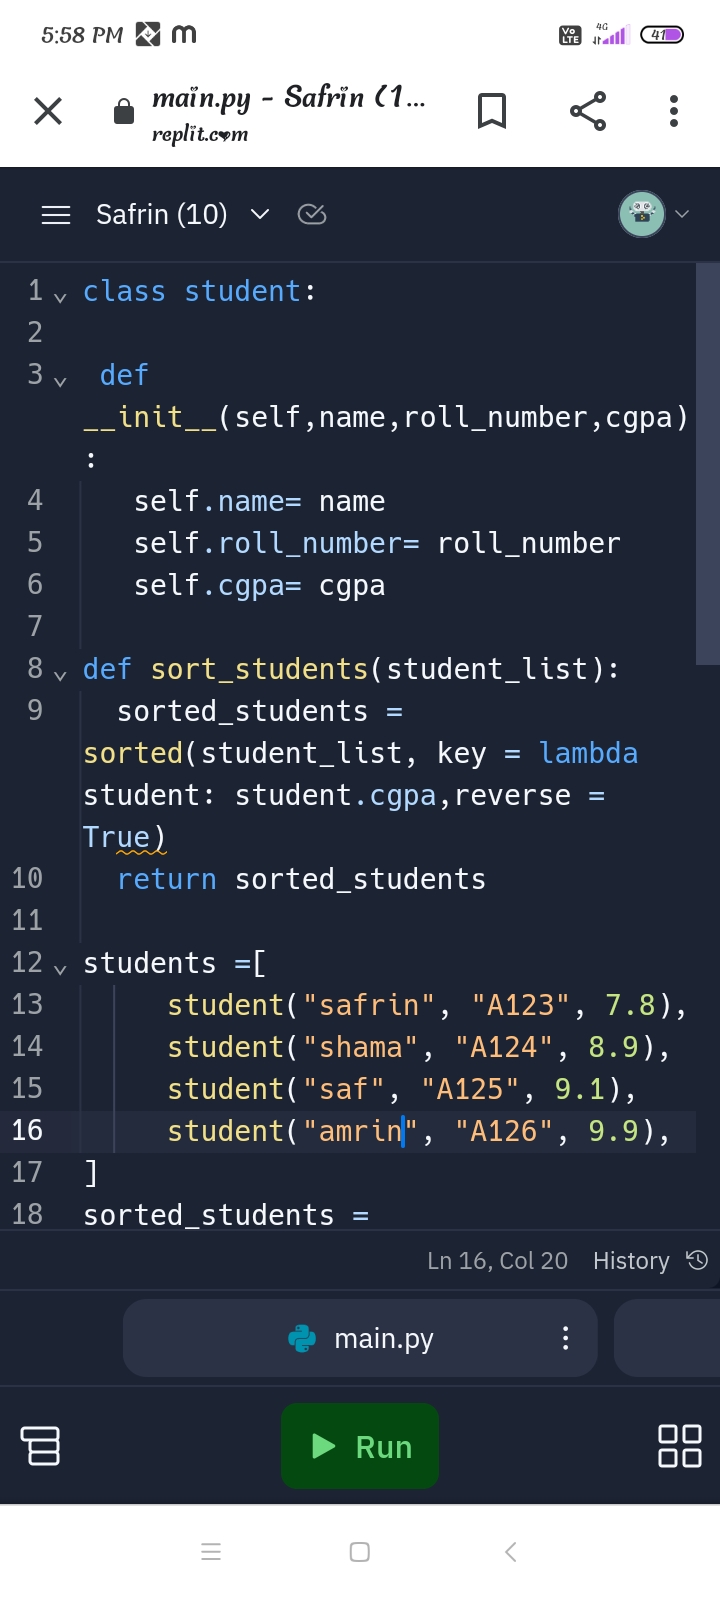 5:58 PM m Vo LTE 4G 41
main.py - Safrin (1...
replit.com
Safrin (10)
1 class student:
2
3 def
__init__(self,name,roll_number,cgpa)
:
4 self.name= name
5 self.roll_number= roll_number
6 self.cgpa= cgpa
7
8 def sort_students(student_list):
9 sorted_students =
sorted(student_list, key = lambda
student: student.cgpa,reverse =
True)
10 return sorted_students
11
12 students =[
13 student("safrin", "A123", 7.8),
14 student("shama", "A124", 8.9),
15 student("saf", "A125", 9.1),
16 student("amrin", "A126", 9.9),
17 ]
18 sorted_students =
Ln 16, Col 20 History
main.py
Run